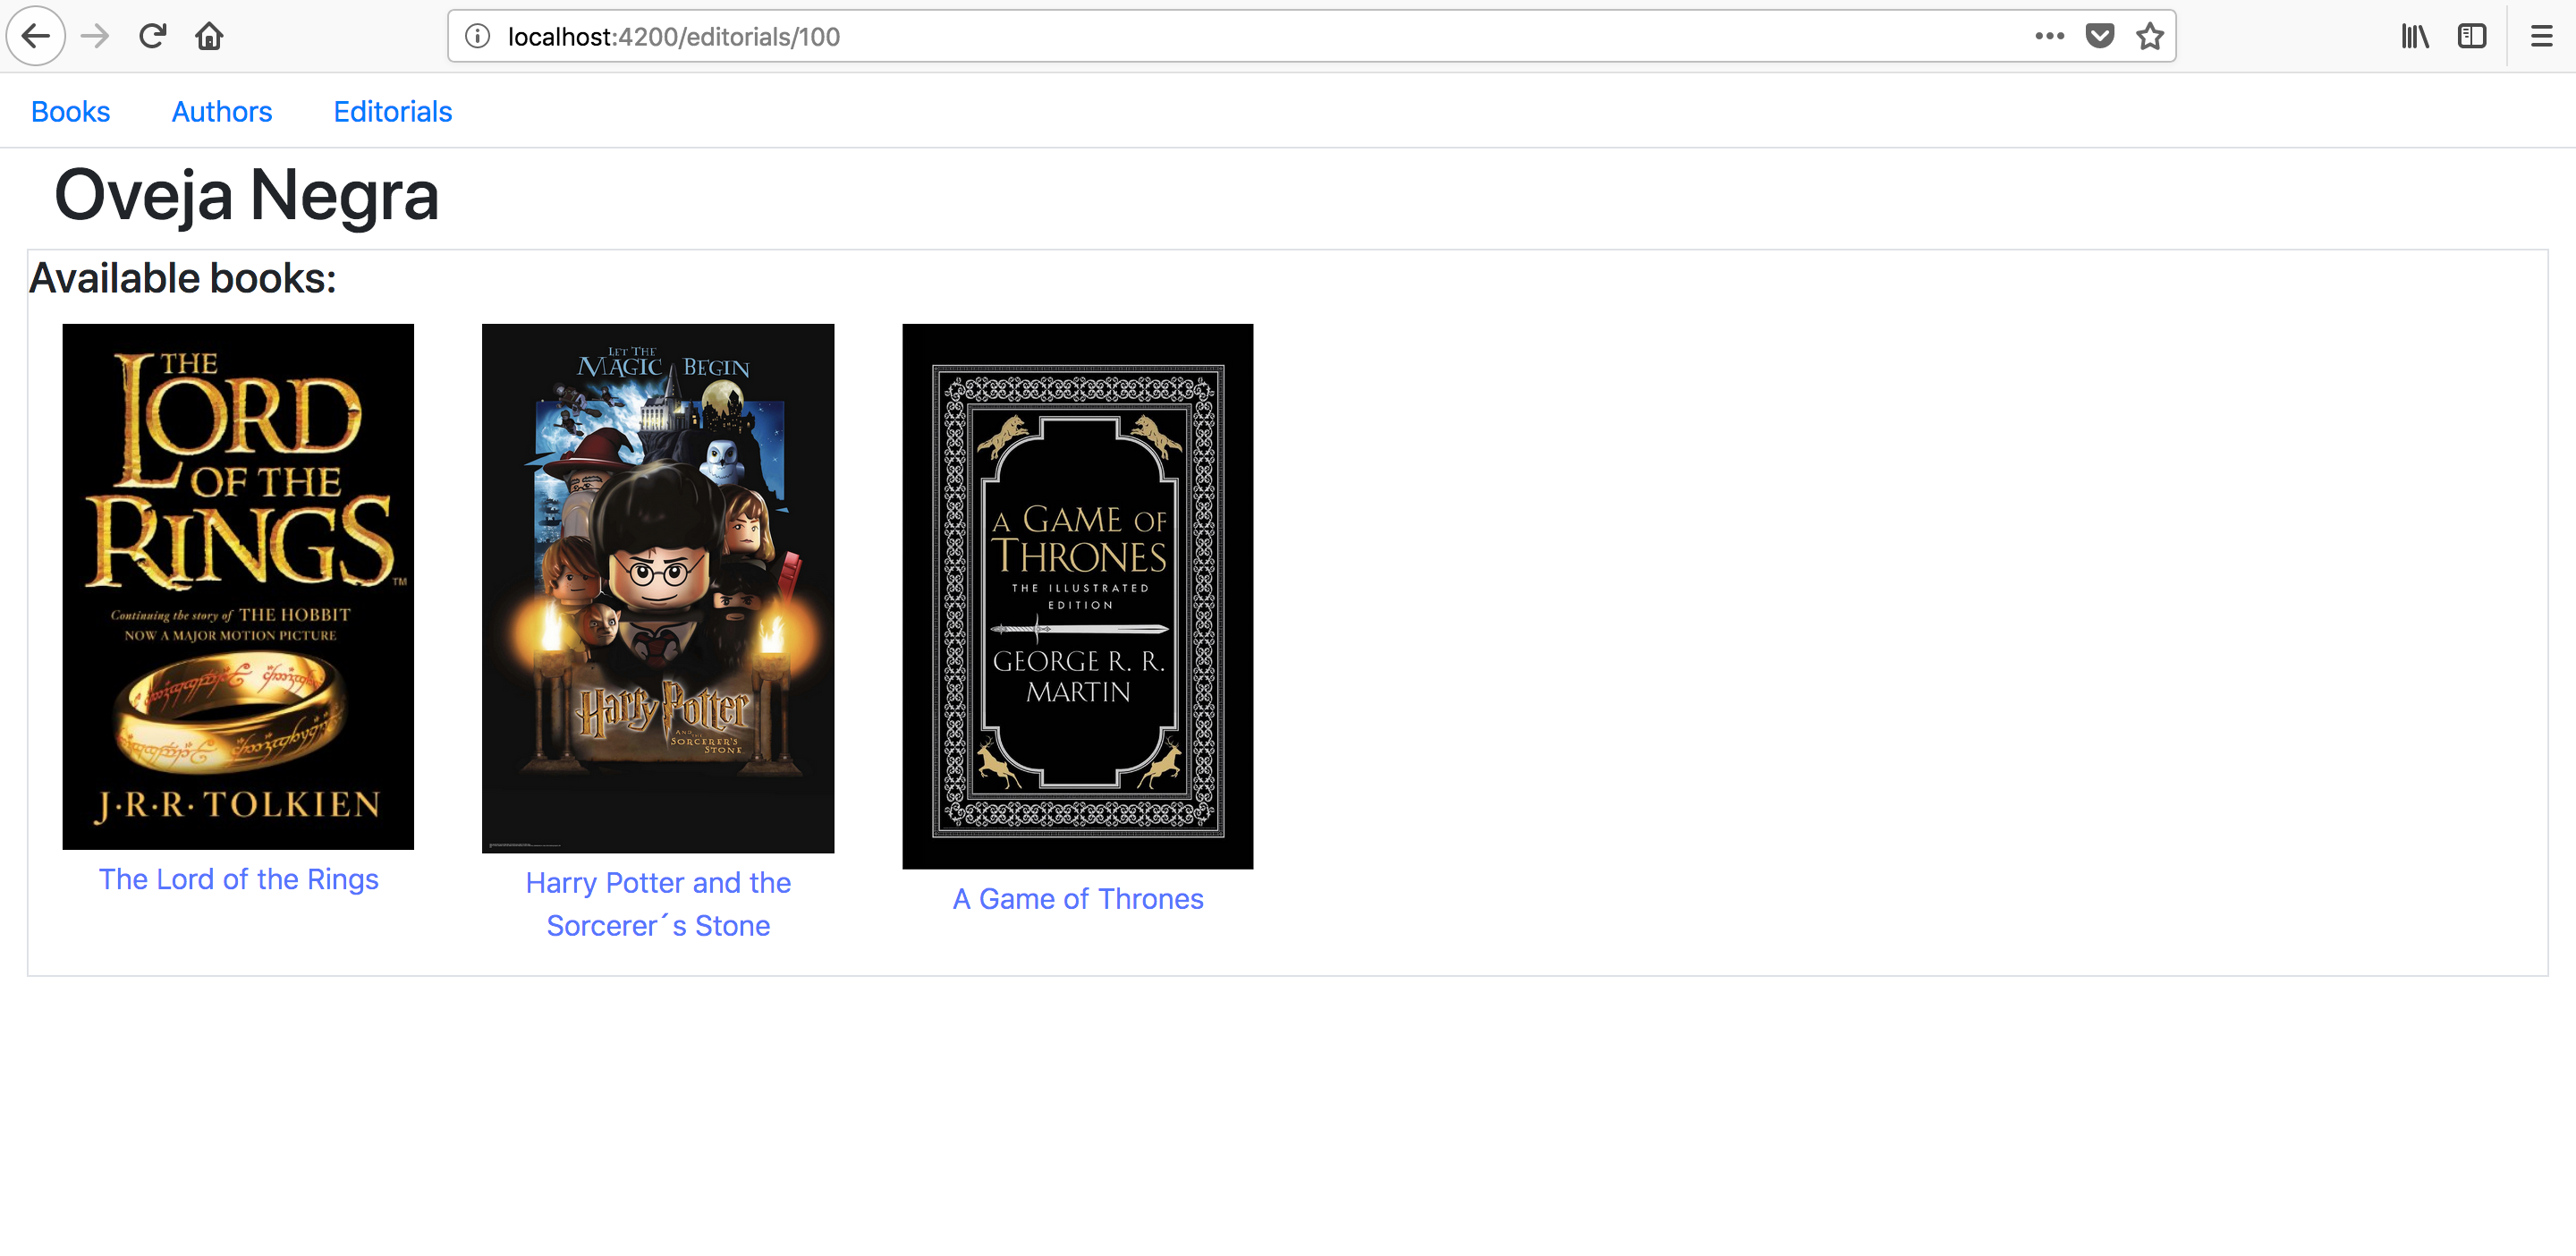 localhost:4200/editorials/100
Books Authors Editorials
Oveja Negra
Available books:
THE
LORD
OF THE
RINGS™
Continuing the story of THE HOBBIT
NOW A MAJOR MOTION PICTURE
J·R·R·TOLKIEN
The Lord of the Rings
LET THE
MAGIC BEGIN
Harry Potter
AND THE
SORCERER'S
STONE
Harry Potter and the
Sorcerer´s Stone
A GAME OF
THRONES
THE ILLUSTRATED
EDITION
GEORGE R. R.
MARTIN
A Game of Thrones